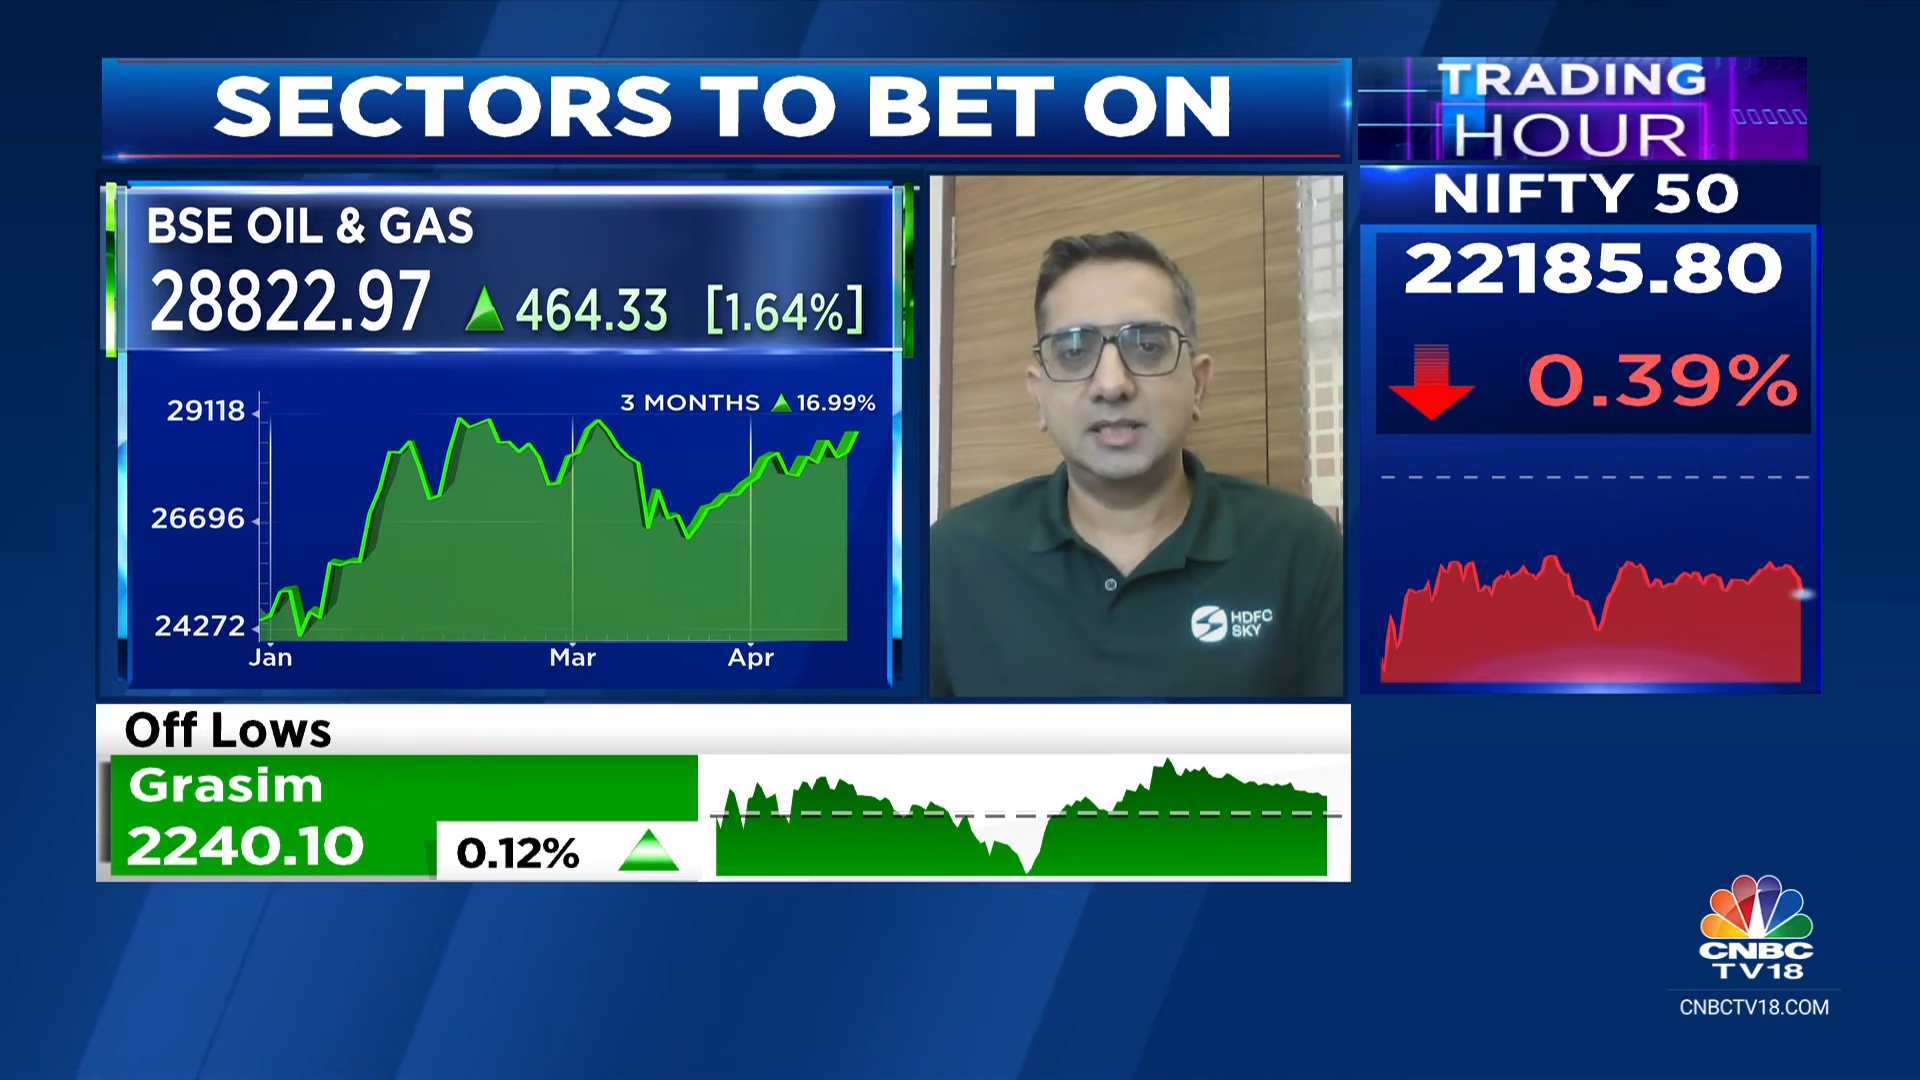 SECTORS TO BET ON
TRADING
HOUR
BSE OIL & GAS
28822.97 464.33 [1.64%]
3 MONTHS 16.99%
29118
26696
24272
Jan Mar Apr
HDFC
SKY
NIFTY 50
22185.80
0.39%
Off Lows
Grasim
2240.10
0.12%
CNBC
TV18
CNBCTV18.COM